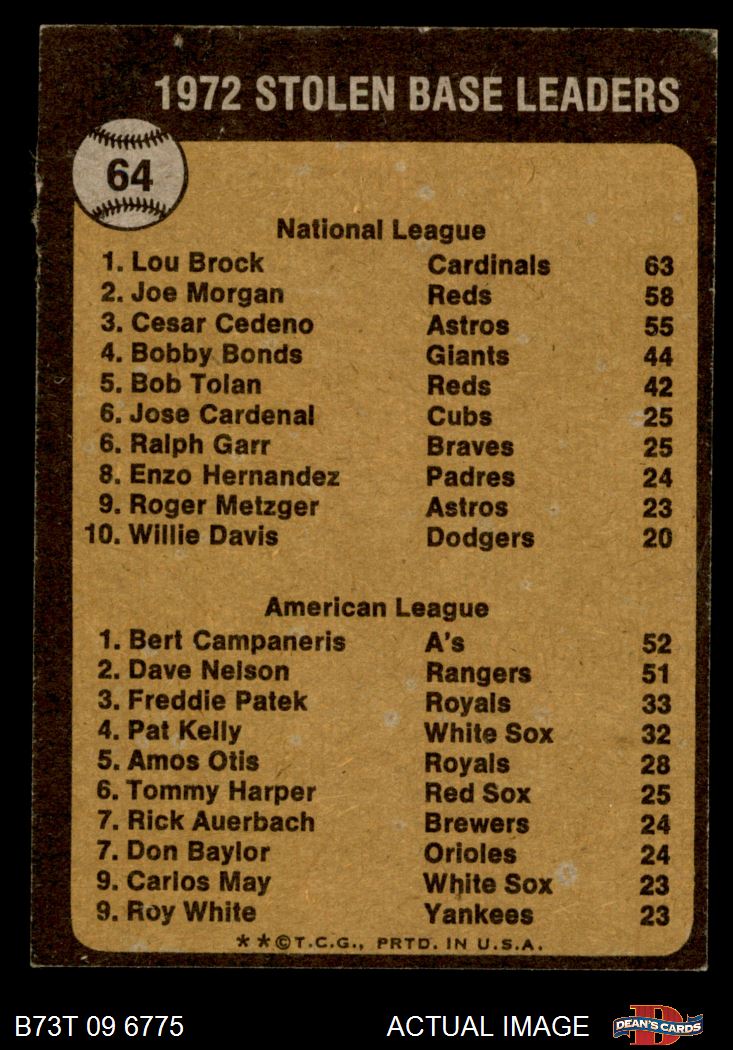 1972 STOLEN BASE LEADERS
64
National League
1. Lou Brock Cardinals 63
2. Joe Morgan Reds 58
3. Cesar Cedeno Astros 55
4. Bobby Bonds Giants 44
5. Bob Tolan Reds 42
6. Jose Cardenal Cubs 25
6. Ralph Garr Braves 25
8. Enzo Hernandez Padres 24
9. Roger Metzger Astros 23
10. Willie Davis Dodgers 20
American League
1. Bert Campaneris A's 52
2. Dave Nelson Rangers 51
3. Freddie Patek Royals 33
4. Pat Kelly White Sox 32
5. Amos Otis Royals 28
6. Tommy Harper Red Sox 25
7. Rick Auerbach Brewers 24
7. Don Baylor Orioles 24
9. Carlos May White Sox 23
9. Roy White Yankees 23
**©T.C.G., PRTD. IN U.S.A.
B73T 09 6775 ACTUAL IMAGE
D
DEAN'S CARDS